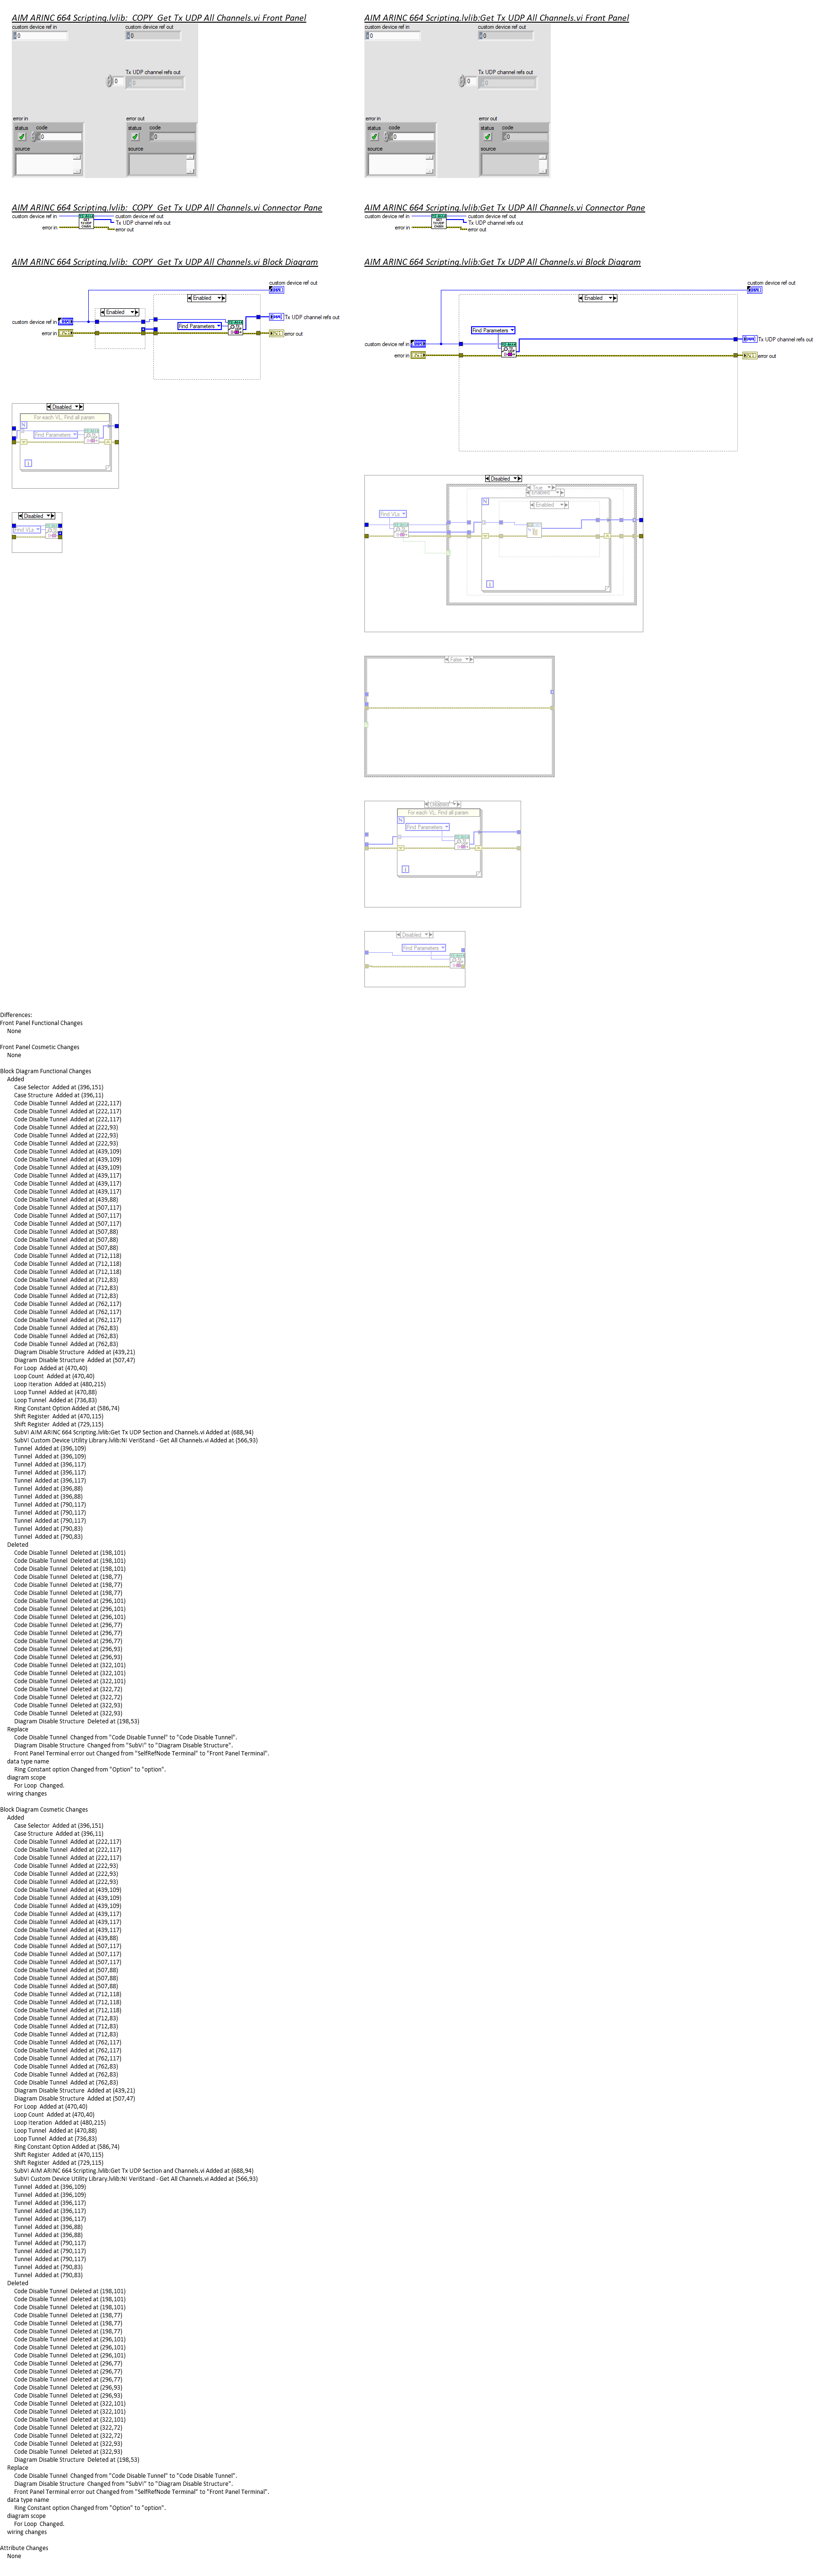 AIM ARINC 664 Scripting.lvlib:_COPY_Get Tx UDP All Channels.vi Front Panel
custom device ref in
custom device ref out
0
0
Tx UDP channel refs out
0
0
error in
error out
status
code
0
status
code
0
source
source
AIM ARINC 664 Scripting.lvlib:Get Tx UDP All Channels.vi Front Panel
custom device ref in
custom device ref out
0
0
Tx UDP channel refs out
0
0
error in
error out
status
code
0
status
code
0
source
source
AIM ARINC 664 Scripting.lvlib:_COPY_Get Tx UDP All Channels.vi Connector Pane
custom device ref in
custom device ref out
Tx UDP channel refs out
error in
error out
AIM ARINC 664 Scripting.lvlib:Get Tx UDP All Channels.vi Connector Pane
custom device ref in
custom device ref out
Tx UDP channel refs out
error in
error out
AIM ARINC 664 Scripting.lvlib:_COPY_Get Tx UDP All Channels.vi Block Diagram
custom device ref out
Enabled
Enabled
custom device ref in
Find Parameters
Tx UDP channel refs out
error in
error out
Disabled
For each VL, find all param
N
Find Parameters
i
Disabled
Find VLs
AIM ARINC 664 Scripting.lvlib:Get Tx UDP All Channels.vi Block Diagram
custom device ref out
Enabled
Find Parameters
custom device ref in
Tx UDP channel refs out
error in
error out
Disabled
True
Enabled
N
Enabled
Find VLs
i
False
For each VL, find all param
N
Find Parameters
i
Disabled
Find Parameters
Differences:
Front Panel Functional Changes
None
Front Panel Cosmetic Changes
None
Block Diagram Functional Changes
Added
Case Selector  Added at (396,151)
Case Structure  Added at (396,11)
Code Disable Tunnel  Added at (222,117)
Code Disable Tunnel  Added at (222,117)
Code Disable Tunnel  Added at (222,117)
Code Disable Tunnel  Added at (222,93)
Code Disable Tunnel  Added at (222,93)
Code Disable Tunnel  Added at (222,93)
Code Disable Tunnel  Added at (439,109)
Code Disable Tunnel  Added at (439,109)
Code Disable Tunnel  Added at (439,109)
Code Disable Tunnel  Added at (439,117)
Code Disable Tunnel  Added at (439,117)
Code Disable Tunnel  Added at (439,117)
Code Disable Tunnel  Added at (439,88)
Code Disable Tunnel  Added at (507,117)
Code Disable Tunnel  Added at (507,117)
Code Disable Tunnel  Added at (507,117)
Code Disable Tunnel  Added at (507,88)
Code Disable Tunnel  Added at (507,88)
Code Disable Tunnel  Added at (507,88)
Code Disable Tunnel  Added at (712,118)
Code Disable Tunnel  Added at (712,118)
Code Disable Tunnel  Added at (712,118)
Code Disable Tunnel  Added at (712,83)
Code Disable Tunnel  Added at (712,83)
Code Disable Tunnel  Added at (712,83)
Code Disable Tunnel  Added at (762,117)
Code Disable Tunnel  Added at (762,117)
Code Disable Tunnel  Added at (762,117)
Code Disable Tunnel  Added at (762,83)
Code Disable Tunnel  Added at (762,83)
Code Disable Tunnel  Added at (762,83)
Diagram Disable Structure  Added at (439,21)
Diagram Disable Structure  Added at (507,47)
For Loop  Added at (470,40)
Loop Count  Added at (470,40)
Loop Iteration  Added at (480,215)
Loop Tunnel  Added at (470,88)
Loop Tunnel  Added at (736,83)
Ring Constant Option Added at (586,74)
Shift Register  Added at (470,115)
Shift Register  Added at (729,115)
SubVI AIM ARINC 664 Scripting.lvlib:Get Tx UDP Section and Channels.vi Added at (688,94)
SubVI Custom Device Utility Library.lvlib:NI VeriStand - Get All Channels.vi Added at (566,93)
Tunnel  Added at (396,109)
Tunnel  Added at (396,109)
Tunnel  Added at (396,117)
Tunnel  Added at (396,117)
Tunnel  Added at (396,117)
Tunnel  Added at (396,88)
Tunnel  Added at (396,88)
Tunnel  Added at (790,117)
Tunnel  Added at (790,117)
Tunnel  Added at (790,117)
Tunnel  Added at (790,83)
Tunnel  Added at (790,83)
Deleted
Code Disable Tunnel  Deleted at (198,101)
Code Disable Tunnel  Deleted at (198,101)
Code Disable Tunnel  Deleted at (198,101)
Code Disable Tunnel  Deleted at (198,77)
Code Disable Tunnel  Deleted at (198,77)
Code Disable Tunnel  Deleted at (198,77)
Code Disable Tunnel  Deleted at (296,101)
Code Disable Tunnel  Deleted at (296,101)
Code Disable Tunnel  Deleted at (296,101)
Code Disable Tunnel  Deleted at (296,77)
Code Disable Tunnel  Deleted at (296,77)
Code Disable Tunnel  Deleted at (296,77)
Code Disable Tunnel  Deleted at (296,93)
Code Disable Tunnel  Deleted at (296,93)
Code Disable Tunnel  Deleted at (322,101)
Code Disable Tunnel  Deleted at (322,101)
Code Disable Tunnel  Deleted at (322,101)
Code Disable Tunnel  Deleted at (322,72)
Code Disable Tunnel  Deleted at (322,72)
Code Disable Tunnel  Deleted at (322,93)
Code Disable Tunnel  Deleted at (322,93)
Diagram Disable Structure  Deleted at (198,53)
Replace
Code Disable Tunnel  Changed from "Code Disable Tunnel" to "Code Disable Tunnel".
Diagram Disable Structure  Changed from "SubVI" to "Diagram Disable Structure".
Front Panel Terminal error out Changed from "SelfRefNode Terminal" to "Front Panel Terminal".
data type name
Ring Constant option Changed from "Option" to "option".
diagram scope
For Loop  Changed.
wiring changes
Block Diagram Cosmetic Changes
Added
Case Selector  Added at (396,151)
Case Structure  Added at (396,11)
Code Disable Tunnel  Added at (222,117)
Code Disable Tunnel  Added at (222,117)
Code Disable Tunnel  Added at (222,117)
Code Disable Tunnel  Added at (222,93)
Code Disable Tunnel  Added at (222,93)
Code Disable Tunnel  Added at (222,93)
Code Disable Tunnel  Added at (439,109)
Code Disable Tunnel  Added at (439,109)
Code Disable Tunnel  Added at (439,109)
Code Disable Tunnel  Added at (439,117)
Code Disable Tunnel  Added at (439,117)
Code Disable Tunnel  Added at (439,117)
Code Disable Tunnel  Added at (439,88)
Code Disable Tunnel  Added at (507,117)
Code Disable Tunnel  Added at (507,117)
Code Disable Tunnel  Added at (507,117)
Code Disable Tunnel  Added at (507,88)
Code Disable Tunnel  Added at (507,88)
Code Disable Tunnel  Added at (507,88)
Code Disable Tunnel  Added at (712,118)
Code Disable Tunnel  Added at (712,118)
Code Disable Tunnel  Added at (712,118)
Code Disable Tunnel  Added at (712,83)
Code Disable Tunnel  Added at (712,83)
Code Disable Tunnel  Added at (712,83)
Code Disable Tunnel  Added at (762,117)
Code Disable Tunnel  Added at (762,117)
Code Disable Tunnel  Added at (762,117)
Code Disable Tunnel  Added at (762,83)
Code Disable Tunnel  Added at (762,83)
Code Disable Tunnel  Added at (762,83)
Diagram Disable Structure  Added at (439,21)
Diagram Disable Structure  Added at (507,47)
For Loop  Added at (470,40)
Loop Count  Added at (470,40)
Loop Iteration  Added at (480,215)
Loop Tunnel  Added at (470,88)
Loop Tunnel  Added at (736,83)
Ring Constant Option Added at (586,74)
Shift Register  Added at (470,115)
Shift Register  Added at (729,115)
SubVI AIM ARINC 664 Scripting.lvlib:Get Tx UDP Section and Channels.vi Added at (688,94)
SubVI Custom Device Utility Library.lvlib:NI VeriStand - Get All Channels.vi Added at (566,93)
Tunnel  Added at (396,109)
Tunnel  Added at (396,109)
Tunnel  Added at (396,117)
Tunnel  Added at (396,117)
Tunnel  Added at (396,117)
Tunnel  Added at (396,88)
Tunnel  Added at (396,88)
Tunnel  Added at (790,117)
Tunnel  Added at (790,117)
Tunnel  Added at (790,117)
Tunnel  Added at (790,83)
Tunnel  Added at (790,83)
Deleted
Code Disable Tunnel  Deleted at (198,101)
Code Disable Tunnel  Deleted at (198,101)
Code Disable Tunnel  Deleted at (198,101)
Code Disable Tunnel  Deleted at (198,77)
Code Disable Tunnel  Deleted at (198,77)
Code Disable Tunnel  Deleted at (198,77)
Code Disable Tunnel  Deleted at (296,101)
Code Disable Tunnel  Deleted at (296,101)
Code Disable Tunnel  Deleted at (296,101)
Code Disable Tunnel  Deleted at (296,77)
Code Disable Tunnel  Deleted at (296,77)
Code Disable Tunnel  Deleted at (296,77)
Code Disable Tunnel  Deleted at (296,93)
Code Disable Tunnel  Deleted at (296,93)
Code Disable Tunnel  Deleted at (322,101)
Code Disable Tunnel  Deleted at (322,101)
Code Disable Tunnel  Deleted at (322,101)
Code Disable Tunnel  Deleted at (322,72)
Code Disable Tunnel  Deleted at (322,72)
Code Disable Tunnel  Deleted at (322,93)
Code Disable Tunnel  Deleted at (322,93)
Diagram Disable Structure  Deleted at (198,53)
Replace
Code Disable Tunnel  Changed from "Code Disable Tunnel" to "Code Disable Tunnel".
Diagram Disable Structure  Changed from "SubVI" to "Diagram Disable Structure".
Front Panel Terminal error out Changed from "SelfRefNode Terminal" to "Front Panel Terminal".
data type name
Ring Constant option Changed from "Option" to "option".
diagram scope
For Loop  Changed.
wiring changes
Attribute Changes
None